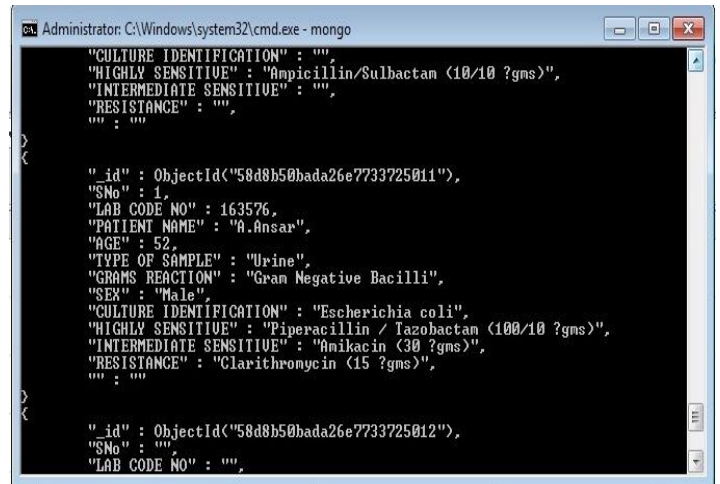 Administrator: C:\Windows\system32\cmd.exe - mongo
"CULTURE IDENTIFICATION" : "",
"HIGHLY SENSITIVE" : "Ampicillin/Sulbactam (10/10 ?gms)",
"INTERMEDIATE SENSITIVE" : "",
"RESISTANCE" : "",
"" : ""
}
{
"_id" : ObjectId("58d8b50bada26e7733725011"),
"SNo" : 1,
"LAB CODE NO" : 163576,
"PATIENT NAME" : "A.Ansar",
"AGE" : 52,
"TYPE OF SAMPLE" : "Urine",
"GRAMS REACTION" : "Gram Negative Bacilli",
"SEX" : "Male",
"CULTURE IDENTIFICATION" : "Escherichia coli",
"HIGHLY SENSITIVE" : "Piperacillin / Tazobactam (100/10 ?gms)",
"INTERMEDIATE SENSITIVE" : "Amikacin (30 ?gms)",
"RESISTANCE" : "Clarithromycin (15 ?gms)",
"" : ""
}
{
"_id" : ObjectId("58d8b50bada26e7733725012"),
"SNo" : "",
"LAB CODE NO" : "",